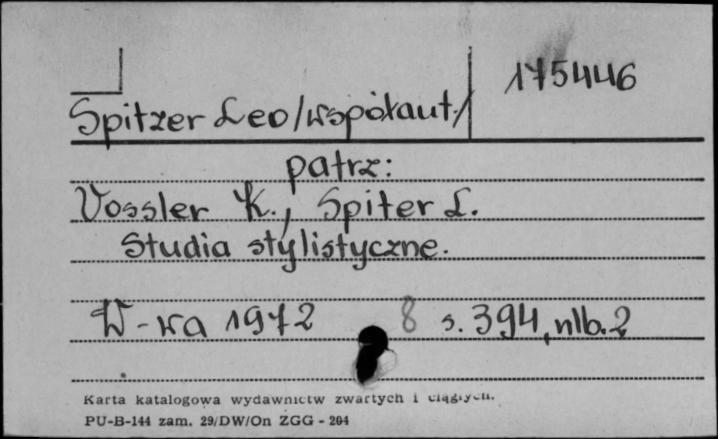 175446
Spitzer Leo /współaut./
patrz:
Vossler K., Spiter L.
Studia stylistyczne.
W-wa 1972 8 s. 394, nlb. 2
Karta katalogowa wydawnictw zwartych i ciągłych.
PU-B-144 zam. 29/DW/On ZGG - 204